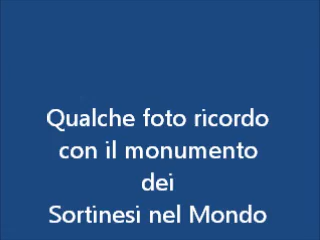 Qualche foto ricordo
con il monumento
dei
Sortinesi nel Mondo